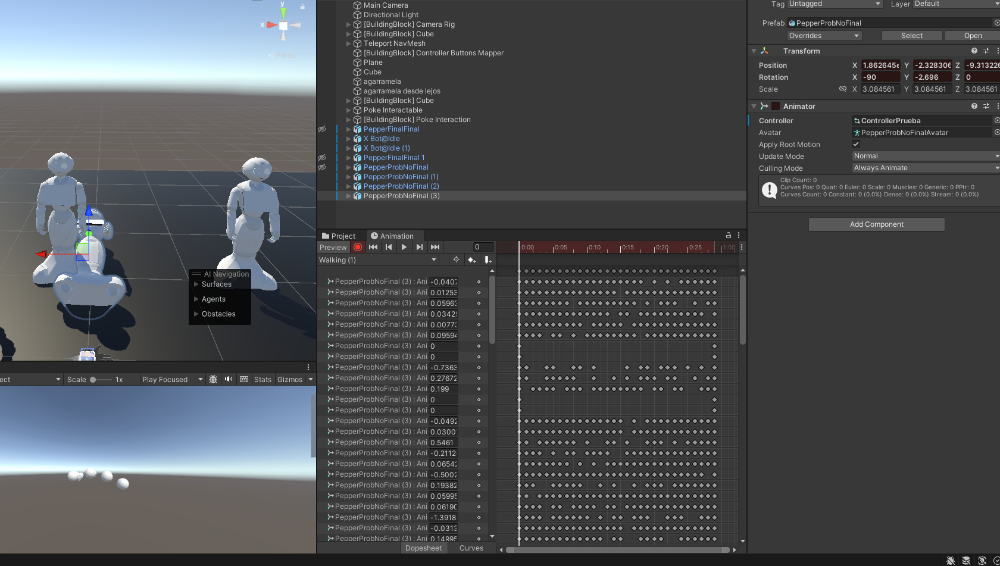 y
x
Persp
AI Navigation
Surfaces
Agents
Obstacles
ect
Scale
1x
Play Focused
Stats
Gizmos
Main Camera
Directional Light
[BuildingBlock] Camera Rig
[BuildingBlock] Cube
Teleport NavMesh
[BuildingBlock] Controller Buttons Mapper
Plane
Cube
agarramela
agarramela desde lejos
[BuildingBlock] Cube
Poke Interactable
[BuildingBlock] Poke Interaction
PepperFinalFinal
X Bot@Idle
X Bot@Idle (1)
PepperFinalFinal 1
PepperProbNoFinal
PepperProbNoFinal (1)
PepperProbNoFinal (2)
PepperProbNoFinal (3)
Project
Animation
Preview
0
0:00
0:05
0:10
0:15
0:20
0:25
1:00
Walking (1)
PepperProbNoFinal (3) : Ani -0.0407
PepperProbNoFinal (3) : Ani 0.01253
PepperProbNoFinal (3) : Ani 0.05963
PepperProbNoFinal (3) : Ani 0.0342
PepperProbNoFinal (3) : Ani 0.0077
PepperProbNoFinal (3) : Ani 0.09594
PepperProbNoFinal (3) : Ani 0
PepperProbNoFinal (3) : Ani 0
PepperProbNoFinal (3) : Ani -0.7363
PepperProbNoFinal (3) : Ani 0.27672
PepperProbNoFinal (3) : Ani 0.199
PepperProbNoFinal (3) : Ani 0
PepperProbNoFinal (3) : Ani 0
PepperProbNoFinal (3) : Ani -0.0492
PepperProbNoFinal (3) : Ani 0.0300
PepperProbNoFinal (3) : Ani 0.5461
PepperProbNoFinal (3) : Ani -0.2112
PepperProbNoFinal (3) : Ani 0.0654
PepperProbNoFinal (3) : Ani -0.5002
PepperProbNoFinal (3) : Ani 0.19382
PepperProbNoFinal (3) : Ani 0.05995
PepperProbNoFinal (3) : Ani 0.06190
PepperProbNoFinal (3) : Ani -1.3918
PepperProbNoFinal (3) : Ani -0.0313
PepperProbNoFinal (3) : Ani 0.14995
Dopesheet
Curves
Tag Untagged Layer Default
Prefab PepperProbNoFinal
Overrides Select Open
Transform
Position X 1.862645e Y -2.328306 Z -9.313226
Rotation X -90 Y -2.696 Z 0
Scale X 3.084561 Y 3.084561 Z 3.084561
Animator
Controller ControllerPrueba
Avatar PepperProbNoFinalAvatar
Apply Root Motion
Update Mode Normal
Culling Mode Always Animate
Clip Count: 0
Curves Pos: 0 Quat: 0 Euler: 0 Scale: 0 Muscles: 0 Generic: 0 PPtr: 0
Curves Count: 0 Constant: 0 (0.0%) Dense: 0 (0.0%) Stream: 0 (0.0%)
Add Component